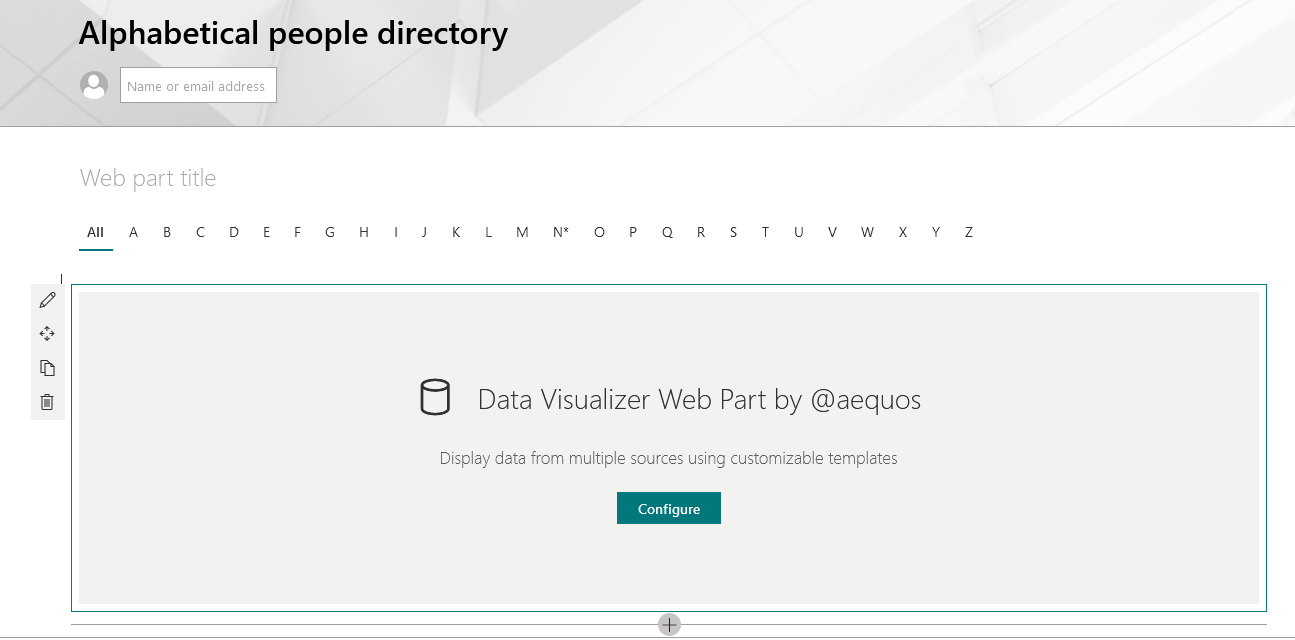 Alphabetical people directory
Name or email address
Web part title
All A B C D E F G H I J K L M N* O P Q R S T U V W X Y Z
Data Visualizer Web Part by @aequos
Display data from multiple sources using customizable templates
Configure